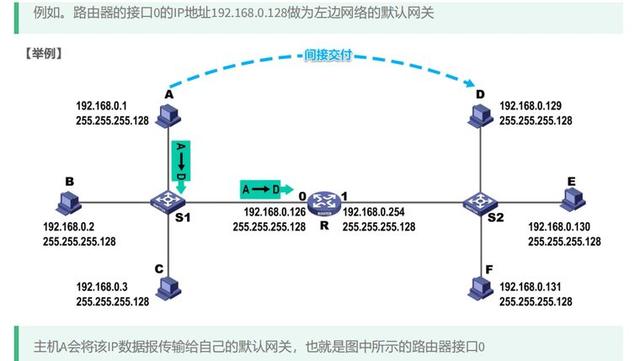 例如。路由器的接口0的IP地址192.168.0.128做为左边网络的默认网关
【举例】
间接交付
A
D
192.168.0.1
255.255.255.128
192.168.0.129
255.255.255.128
A→D
B
A→D
0
1
E
S1
192.168.0.126
255.255.255.128
R
192.168.0.254
255.255.255.128
S2
192.168.0.2
255.255.255.128
192.168.0.130
255.255.255.128
C
F
192.168.0.3
255.255.255.128
192.168.0.131
255.255.255.128
主机A会将该IP数据报传输给自己的默认网关，也就是图中所示的路由器接口0